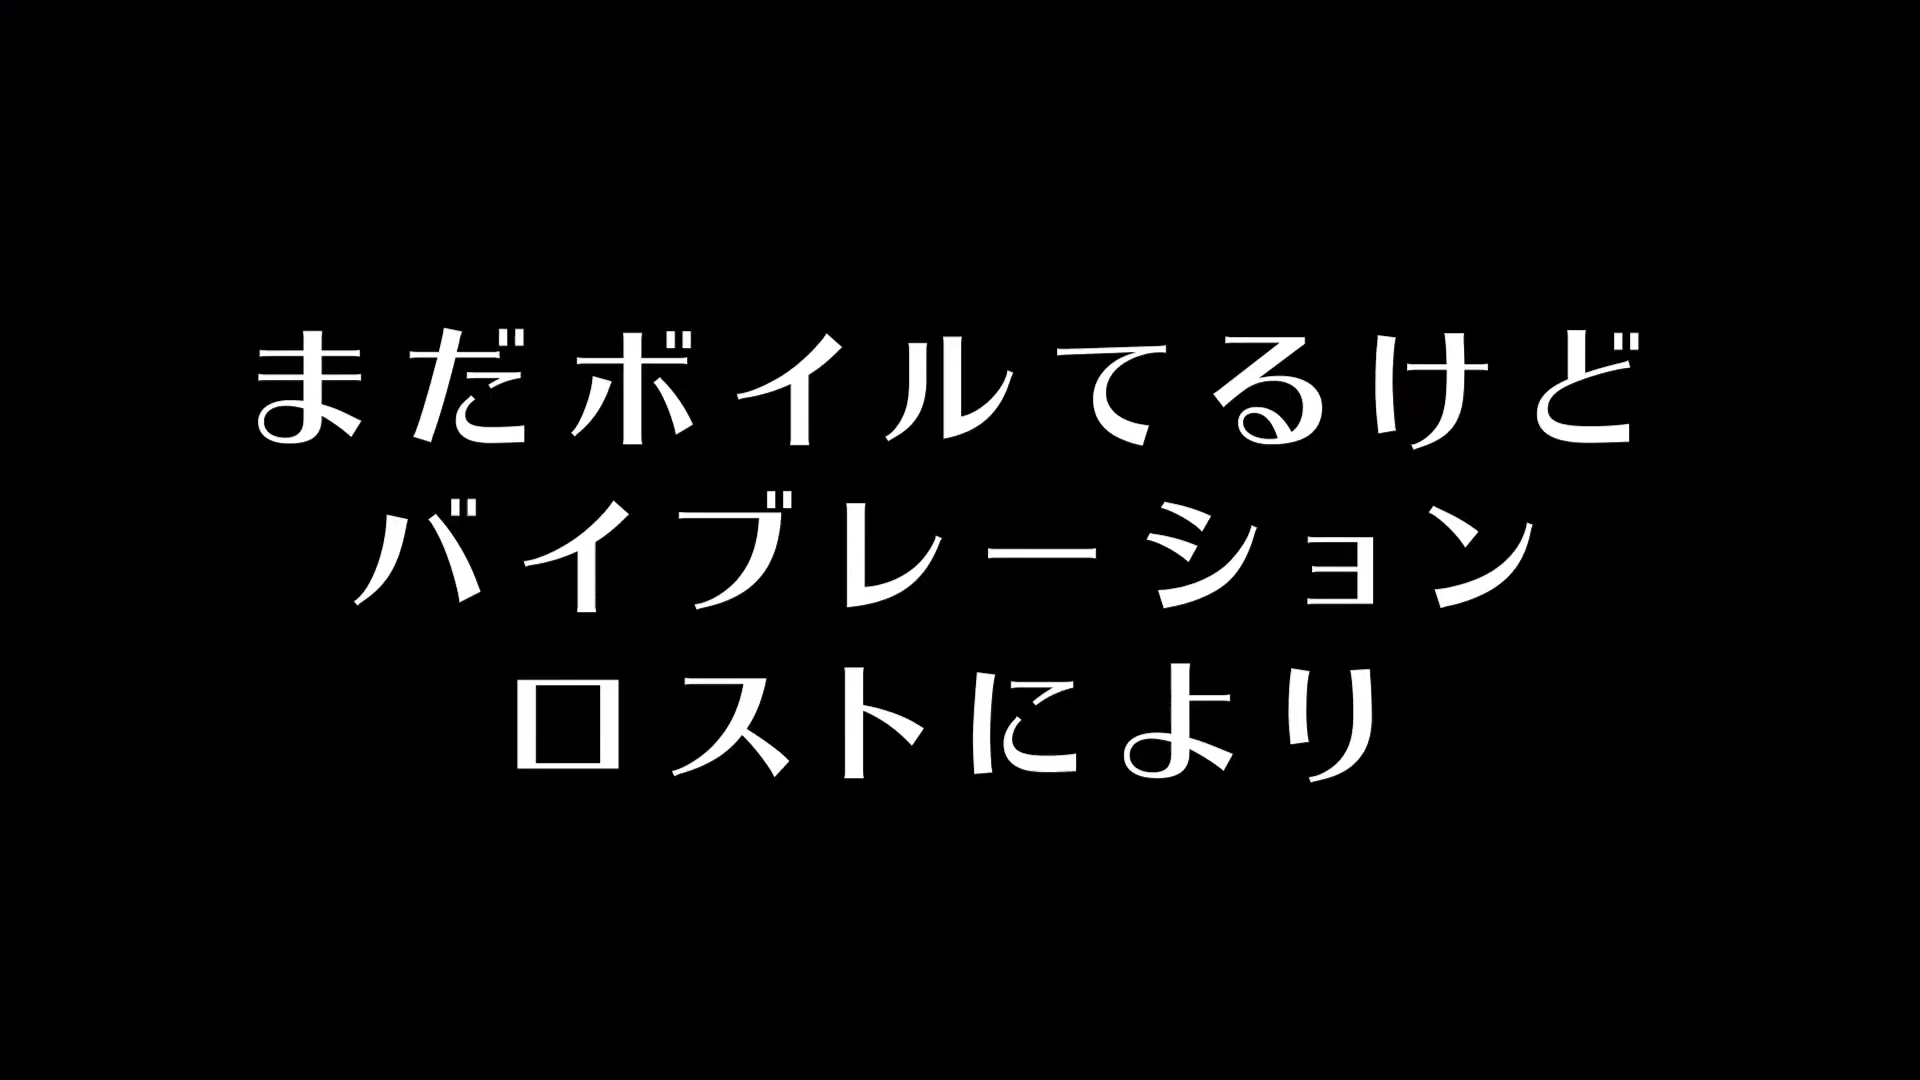 まだボイルてるけど
バイブレーション
ロストにより